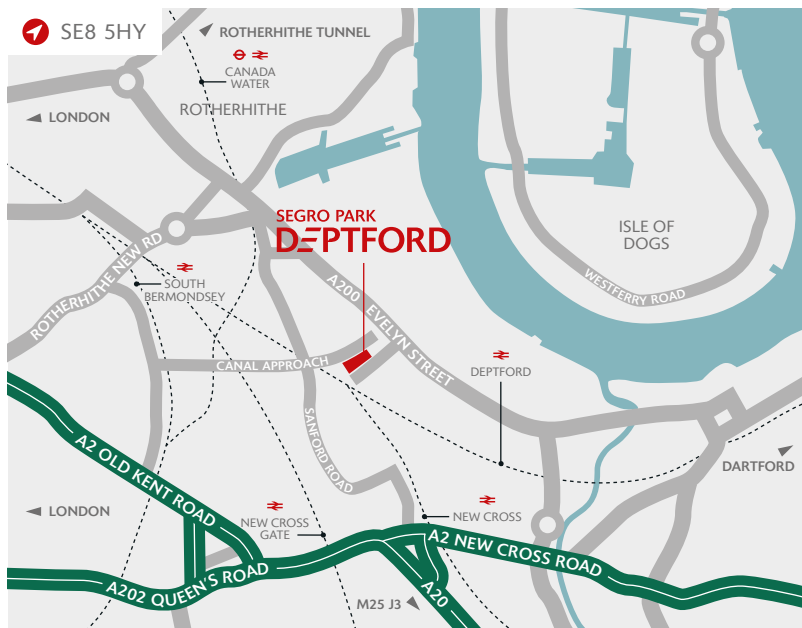 SE8 5HY
ROTHERHITHE TUNNEL
CANADA
WATER
ROTHERHITHE
LONDON
SEGRO PARK
DEPTFORD
ISLE OF
DOGS
WESTFERRY ROAD
ROTHERHITHE NEW RD
SOUTH
BERMONDSEY
A200 EVELYN STREET
CANAL APPROACH
DEPTFORD
SANFORD ROAD
A2 OLD KENT ROAD
DARTFORD
LONDON
NEW CROSS
GATE
NEW CROSS
A2 NEW CROSS ROAD
A202 QUEEN'S ROAD
A20
M25 J3